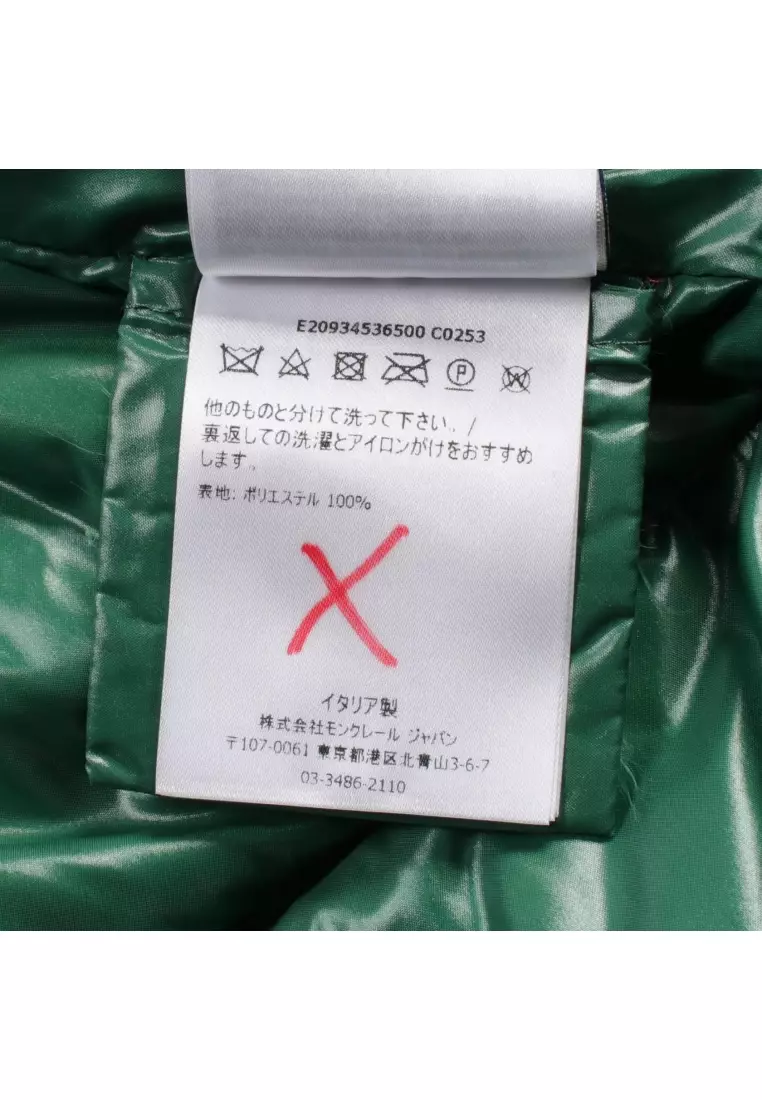 E20934536500 C0253
P
W
他のものと分けて洗って下さい。/
裏返しての洗濯とアイロンがけをおすすめ
します。
表地: ポリエステル 100%
イタリア製
株式会社モンクレール ジャパン
〒107-0061 東京都港区北青山3-6-7
03-3486-2110